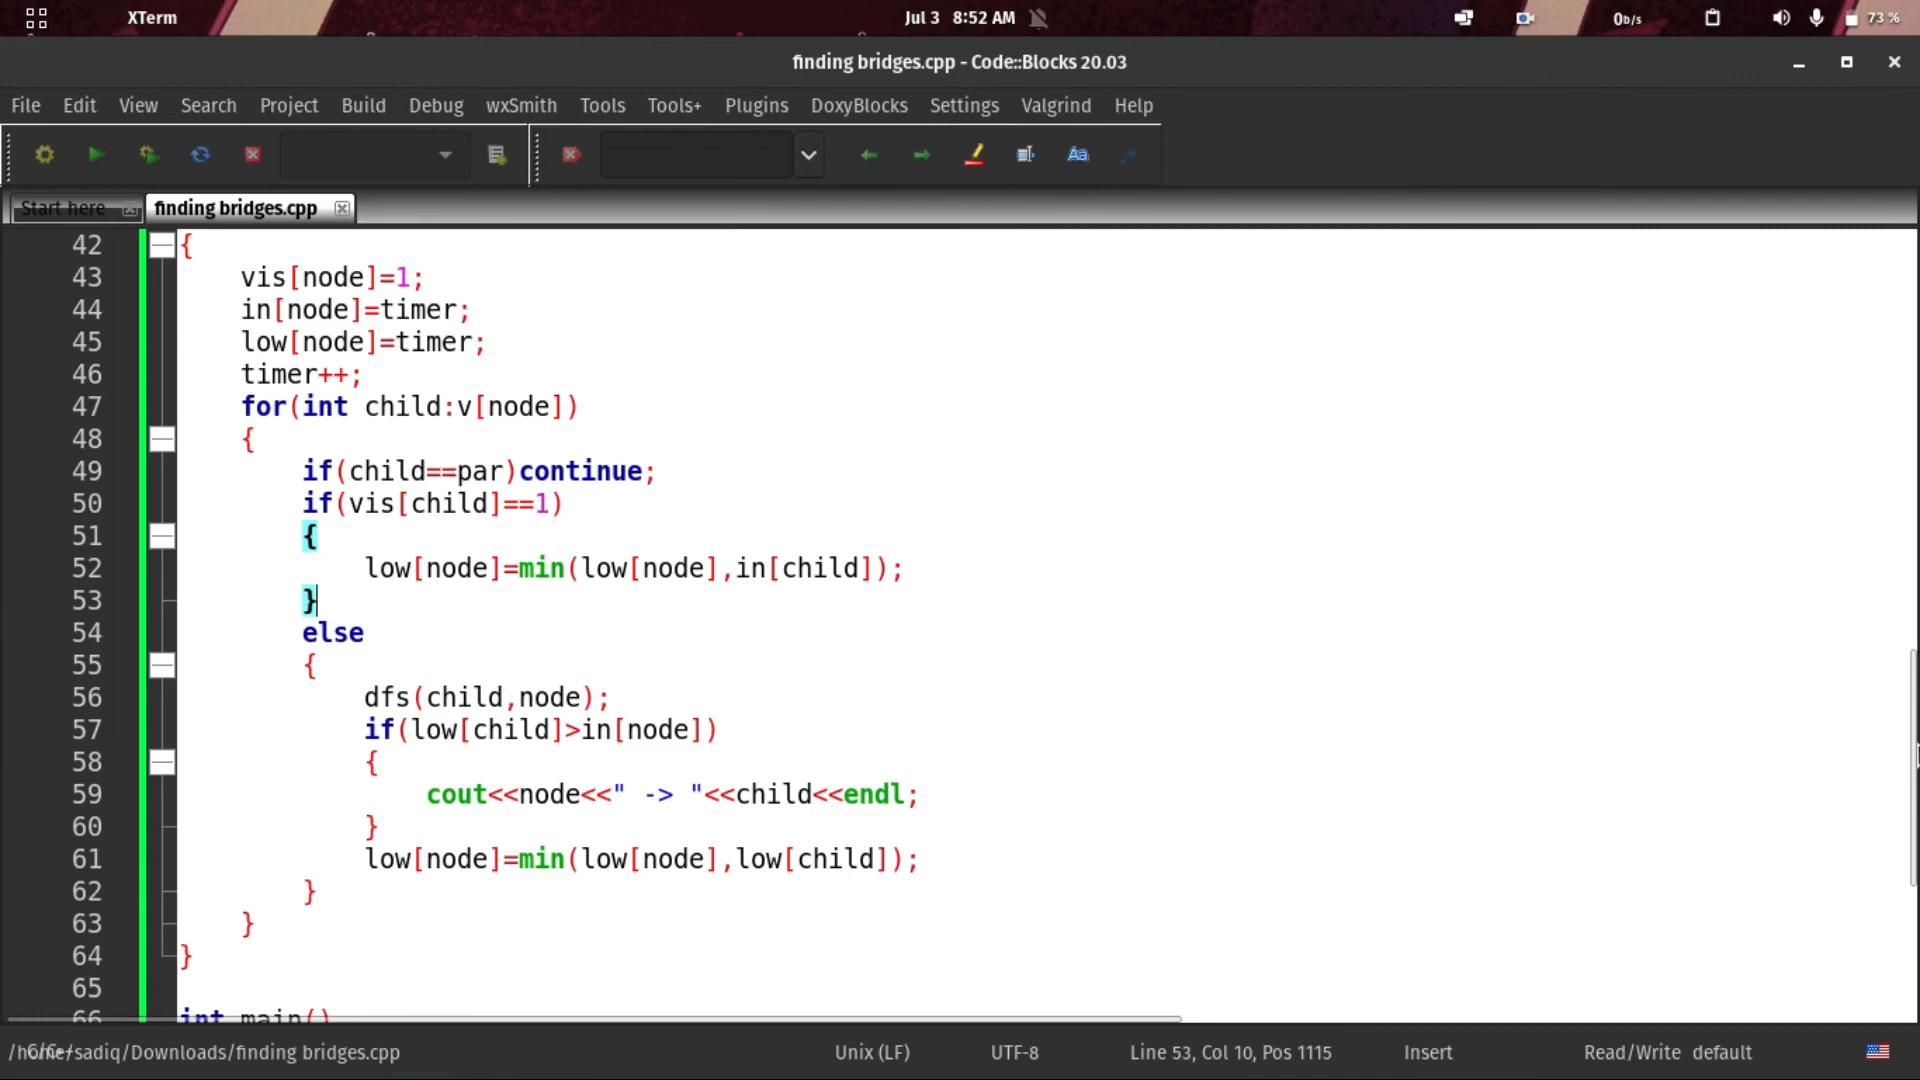 XTerm
Jul 3 8:52 AM
0b/s
73 %
finding bridges.cpp - Code::Blocks 20.03
File Edit View Search Project Build Debug wxSmith Tools Tools+ Plugins DoxyBlocks Settings Valgrind Help
Aa
Start here
finding bridges.cpp
42 {
43 vis[node]=1;
44 in[node]=timer;
45 low[node]=timer;
46 timer++;
47 for(int child:v[node])
48 {
49 if(child==par)continue;
50 if(vis[child]==1)
51 {
52 low[node]=min(low[node],in[child]);
53 }
54 else
55 {
56 dfs(child,node);
57 if(low[child]>in[node])
58 {
59 cout<<node<<" -> "<<child<<endl;
60 }
61 low[node]=min(low[node],low[child]);
62 }
63 }
64 }
65
66 int main()
/home/sadiq/Downloads/finding bridges.cpp Unix (LF) UTF-8 Line 53, Col 10, Pos 1115 Insert Read/Write default